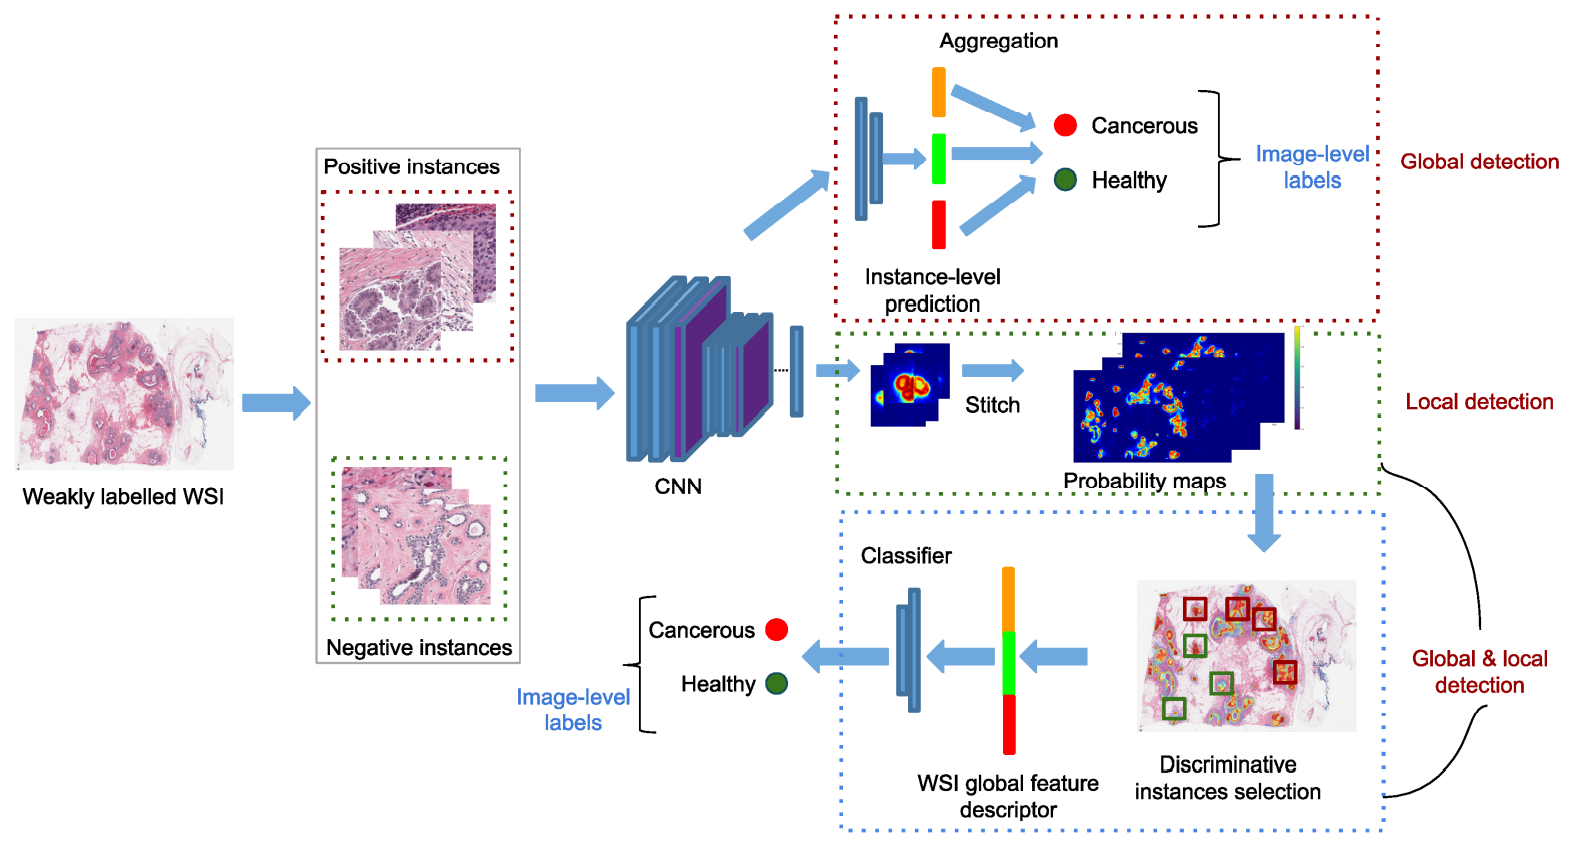 Aggregation
Cancerous
Healthy
Image-level
labels
Global detection
Instance-level
prediction
Positive instances
Weakly labelled WSI
Negative instances
CNN
Stitch
Probability maps
Local detection
Classifier
Cancerous
Healthy
Image-level
labels
WSI global feature
descriptor
Discriminative
instances selection
Global & local
detection